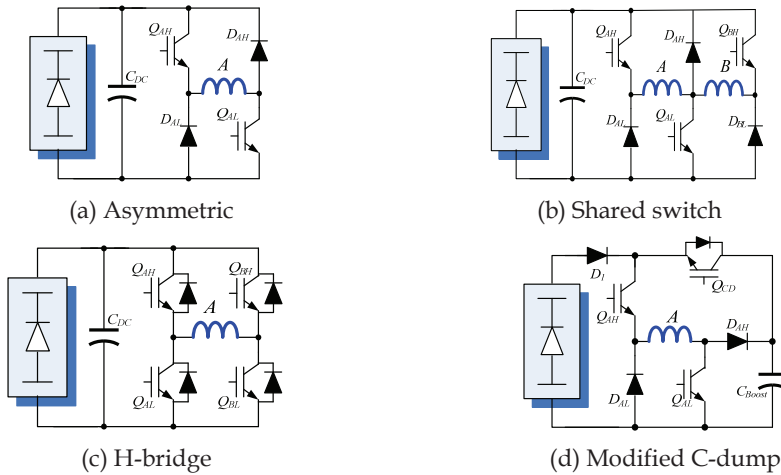 Q_AH
D_AH
A
C_DC
D_AL
Q_AL
(a) Asymmetric
Q_AH
D_AH
Q_BH
A
B
C_DC
D_AL
Q_AL
D_BL
(b) Shared switch
Q_AH
Q_BH
A
C_DC
Q_AL
Q_BL
(c) H-bridge
D_1
Q_CD
Q_AH
A
D_AH
D_AL
Q_AL
C_Boost
(d) Modified C-dump